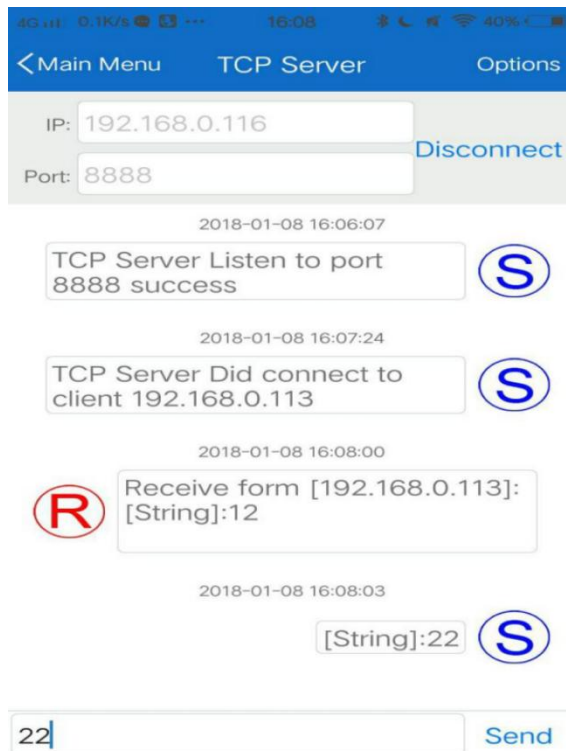 4G 0.1K/s ··· 16:08 40%
Main Menu TCP Server Options
IP: 192.168.0.116
Disconnect
Port: 8888
2018-01-08 16:06:07
TCP Server Listen to port
8888 success
S
2018-01-08 16:07:24
TCP Server Did connect to
client 192.168.0.113
S
2018-01-08 16:08:00
R
Receive form [192.168.0.113]:
[String]:12
2018-01-08 16:08:03
[String]:22
S
22
Send